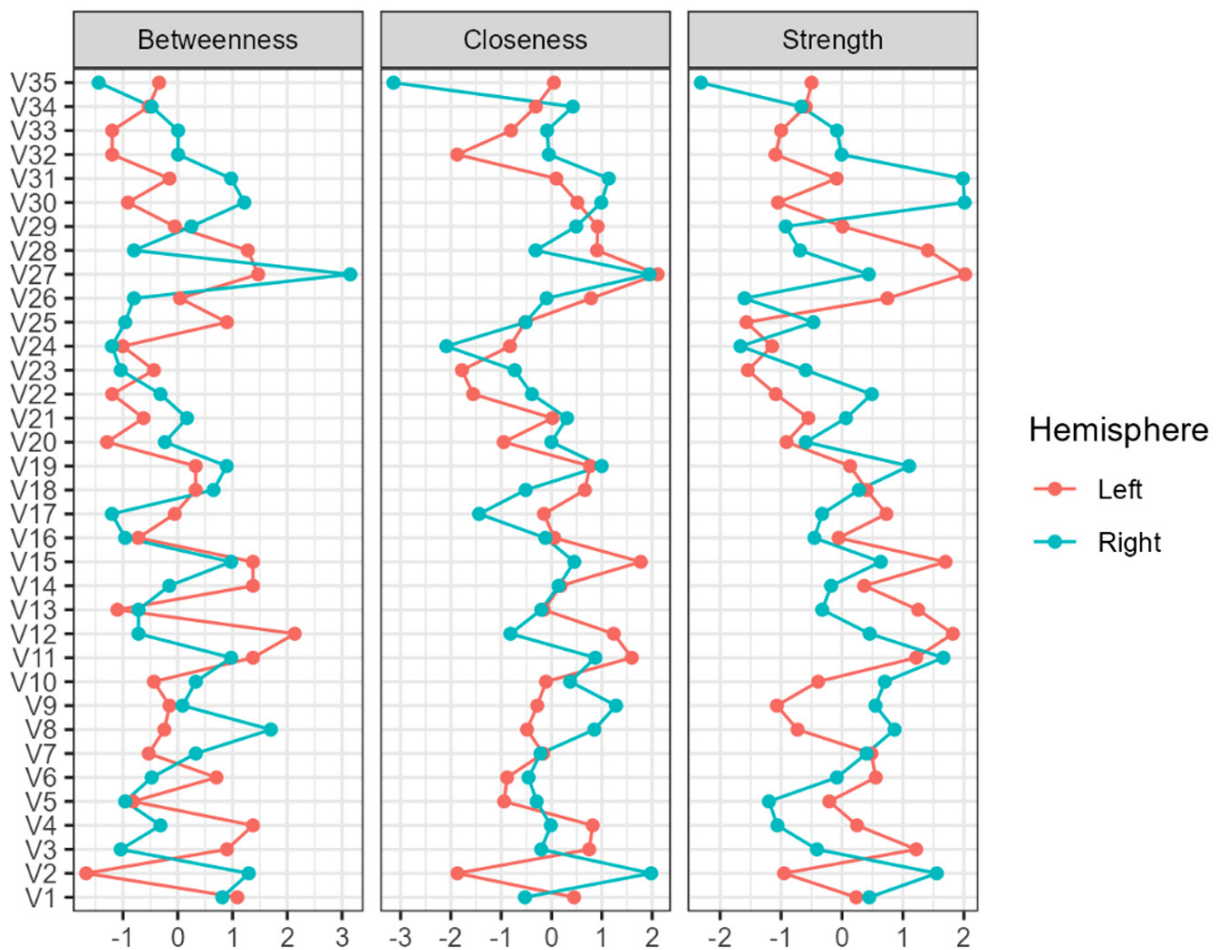 Betweenness Closeness Strength
V35
V34
V33
V32
V31
V30
V29
V28
V27
V26
V25
V24
V23
V22
V21
V20
V19
V18
V17
V16
V15
V14
V13
V12
V11
V10
V9
V8
V7
V6
V5
V4
V3
V2
V1
-1 0 1 2 3 -3 -2 -1 0 1 2 -2 -1 0 1 2
Hemisphere
Left
Right